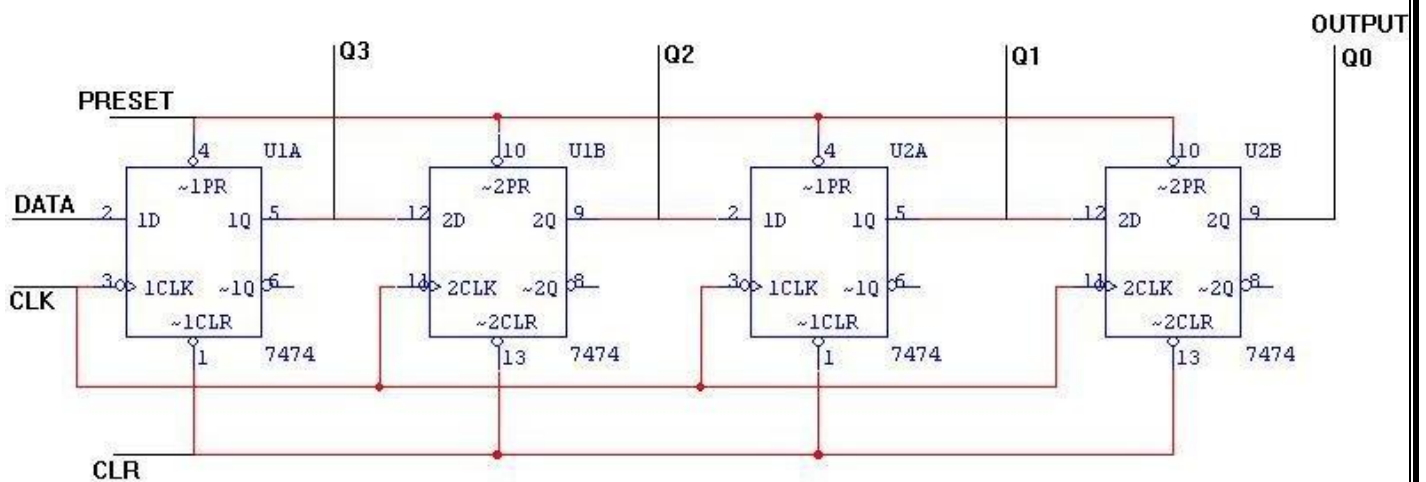 OUTPUT
Q3 Q2 Q1 Q0
PRESET
4 U1A 10 U1B 4 U2A 10 U2B
~1PR ~2PR ~1PR ~2PR
DATA 2 1D 1Q 5 12 2D 2Q 9 2 1D 1Q 5 12 2D 2Q 9
3 1CLK ~1Q 6 11 2CLK ~2Q 8 3 1CLK ~1Q 6 11 2CLK ~2Q 8
CLK
~1CLR ~2CLR ~1CLR ~2CLR
1 7474 13 7474 1 7474 13 7474
CLR